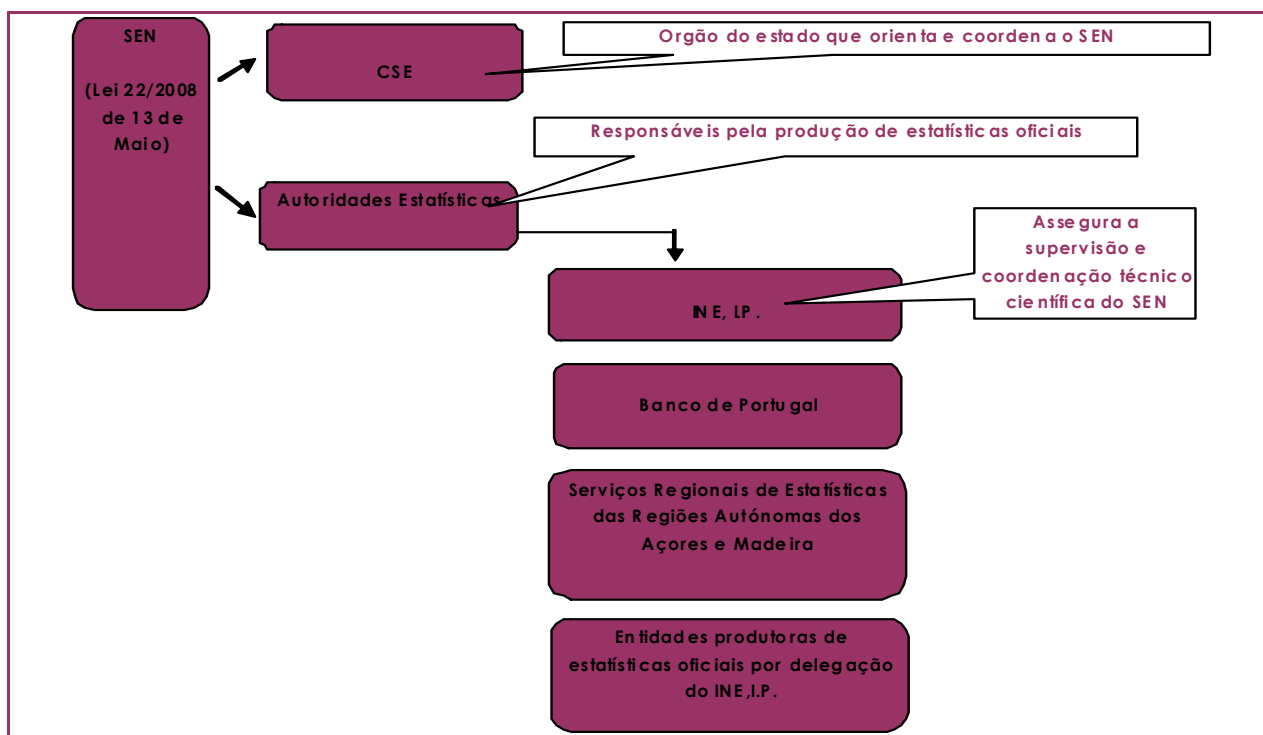 SEN
(Lei 22/2008
de 13 de
Maio)
CSE
Orgão do estado que orienta e coordena o SEN
Responsáveis pela produção de estatísticas oficiais
Autoridades Estatísticas
Assegura a
supervisão e
coordenação técnico
científica do SEN
INE, I.P.
Banco de Portugal
Serviços Regionais de Estatísticas
das Regiões Autónomas dos
Açores e Madeira
Entidades produtoras de
estatísticas oficiais por delegação
do INE,I.P.